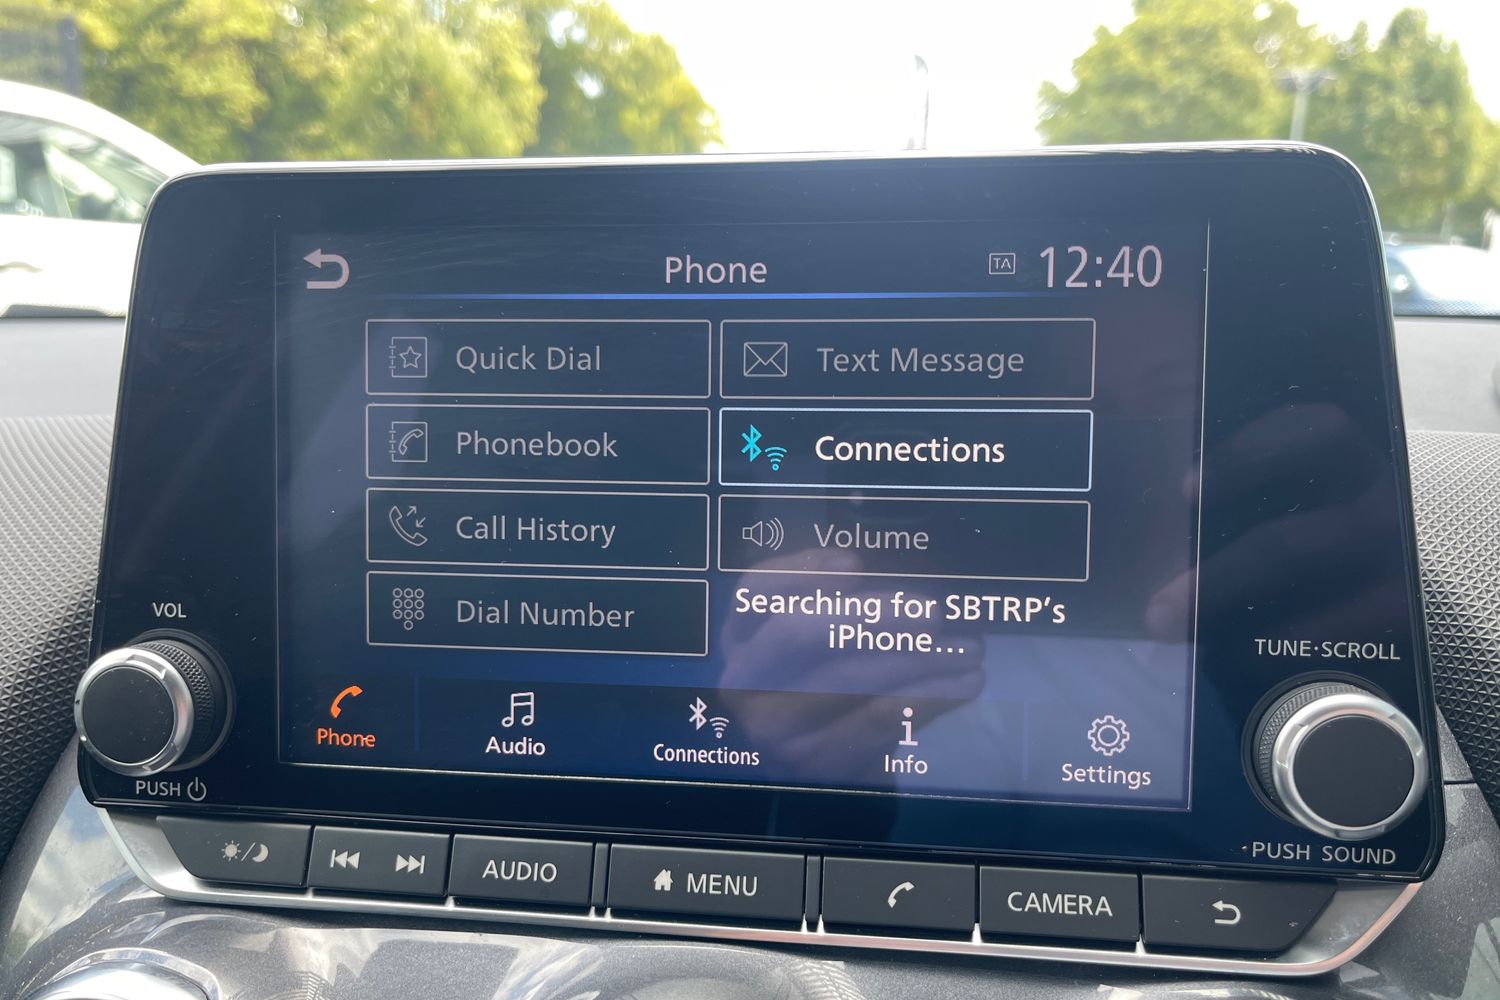 Phone
TA 12:40
Quick Dial
Text Message
Phonebook
Connections
Call History
Volume
Dial Number
Searching for SBTRP's
iPhone...
Phone
Audio
Connections
Info
Settings
VOL
PUSH
TUNE·SCROLL
PUSH SOUND
AUDIO
MENU
CAMERA